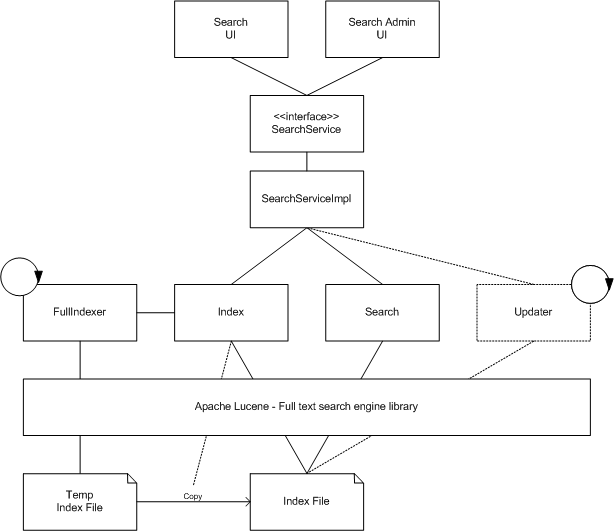 Search
UI
Search Admin
UI
<<interface>>
SearchService
SearchServiceImpl
FullIndexer
Index
Search
Updater
Apache Lucene - Full text search engine library
Temp
Index File
Copy
Index File